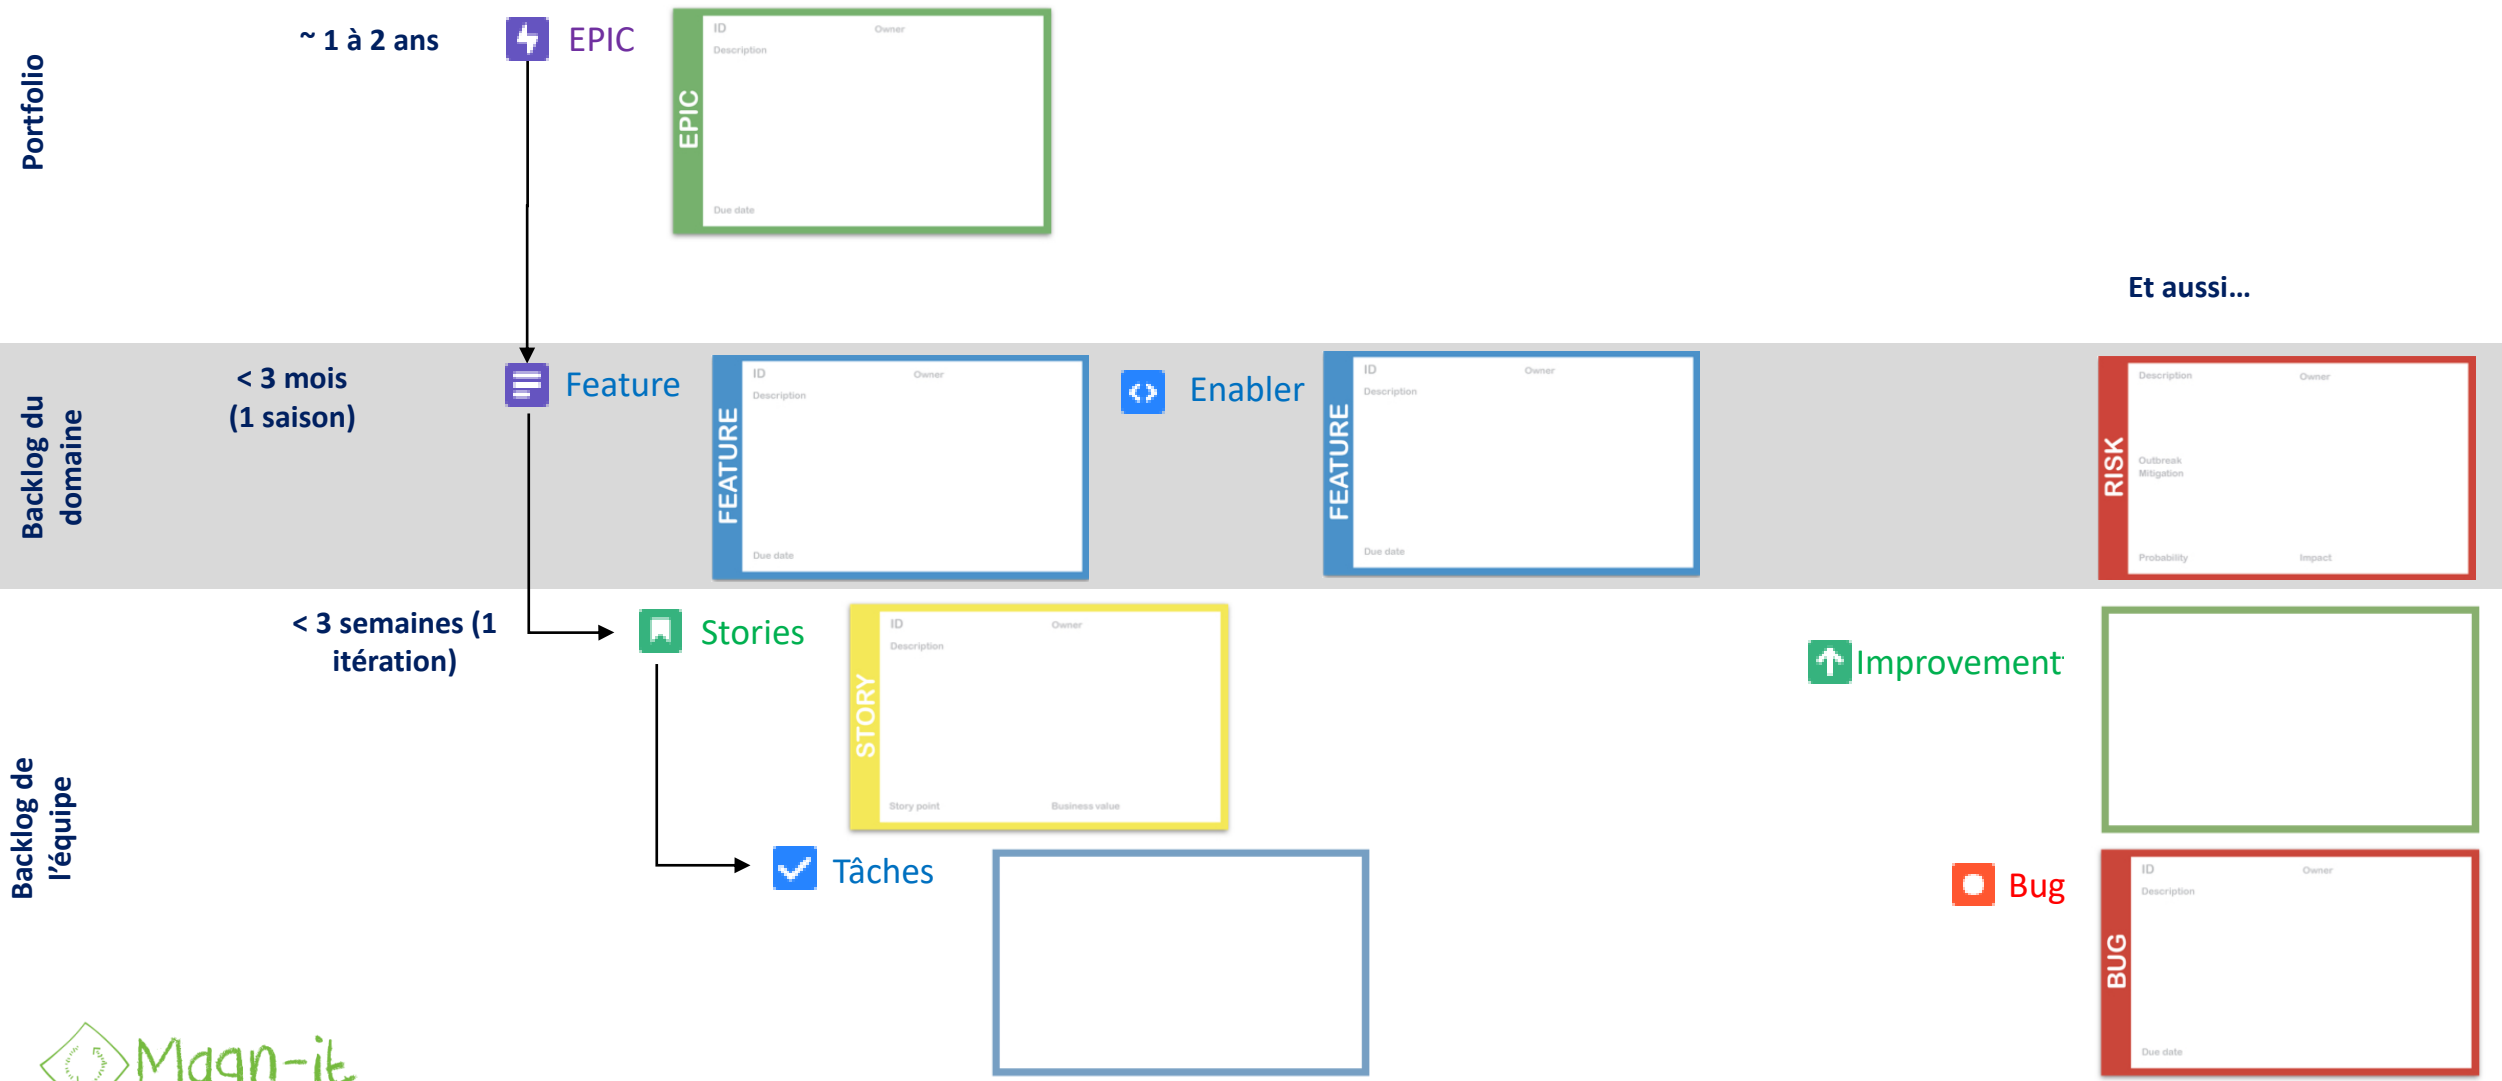 Portfolio
~ 1 à 2 ans
EPIC
EPIC
ID
Owner
Description
Due date
Et aussi...
Backlog du
domaine
< 3 mois
(1 saison)
Feature
FEATURE
ID
Owner
Description
Due date
Enabler
FEATURE
ID
Owner
Description
Due date
RISK
Description
Owner
Outbreak
Mitigation
Probability
Impact
Backlog de
l'équipe
< 3 semaines (1
itération)
Stories
STORY
ID
Owner
Description
Story point
Business value
Improvement
Tâches
Bug
BUG
ID
Owner
Description
Due date
Magn-it